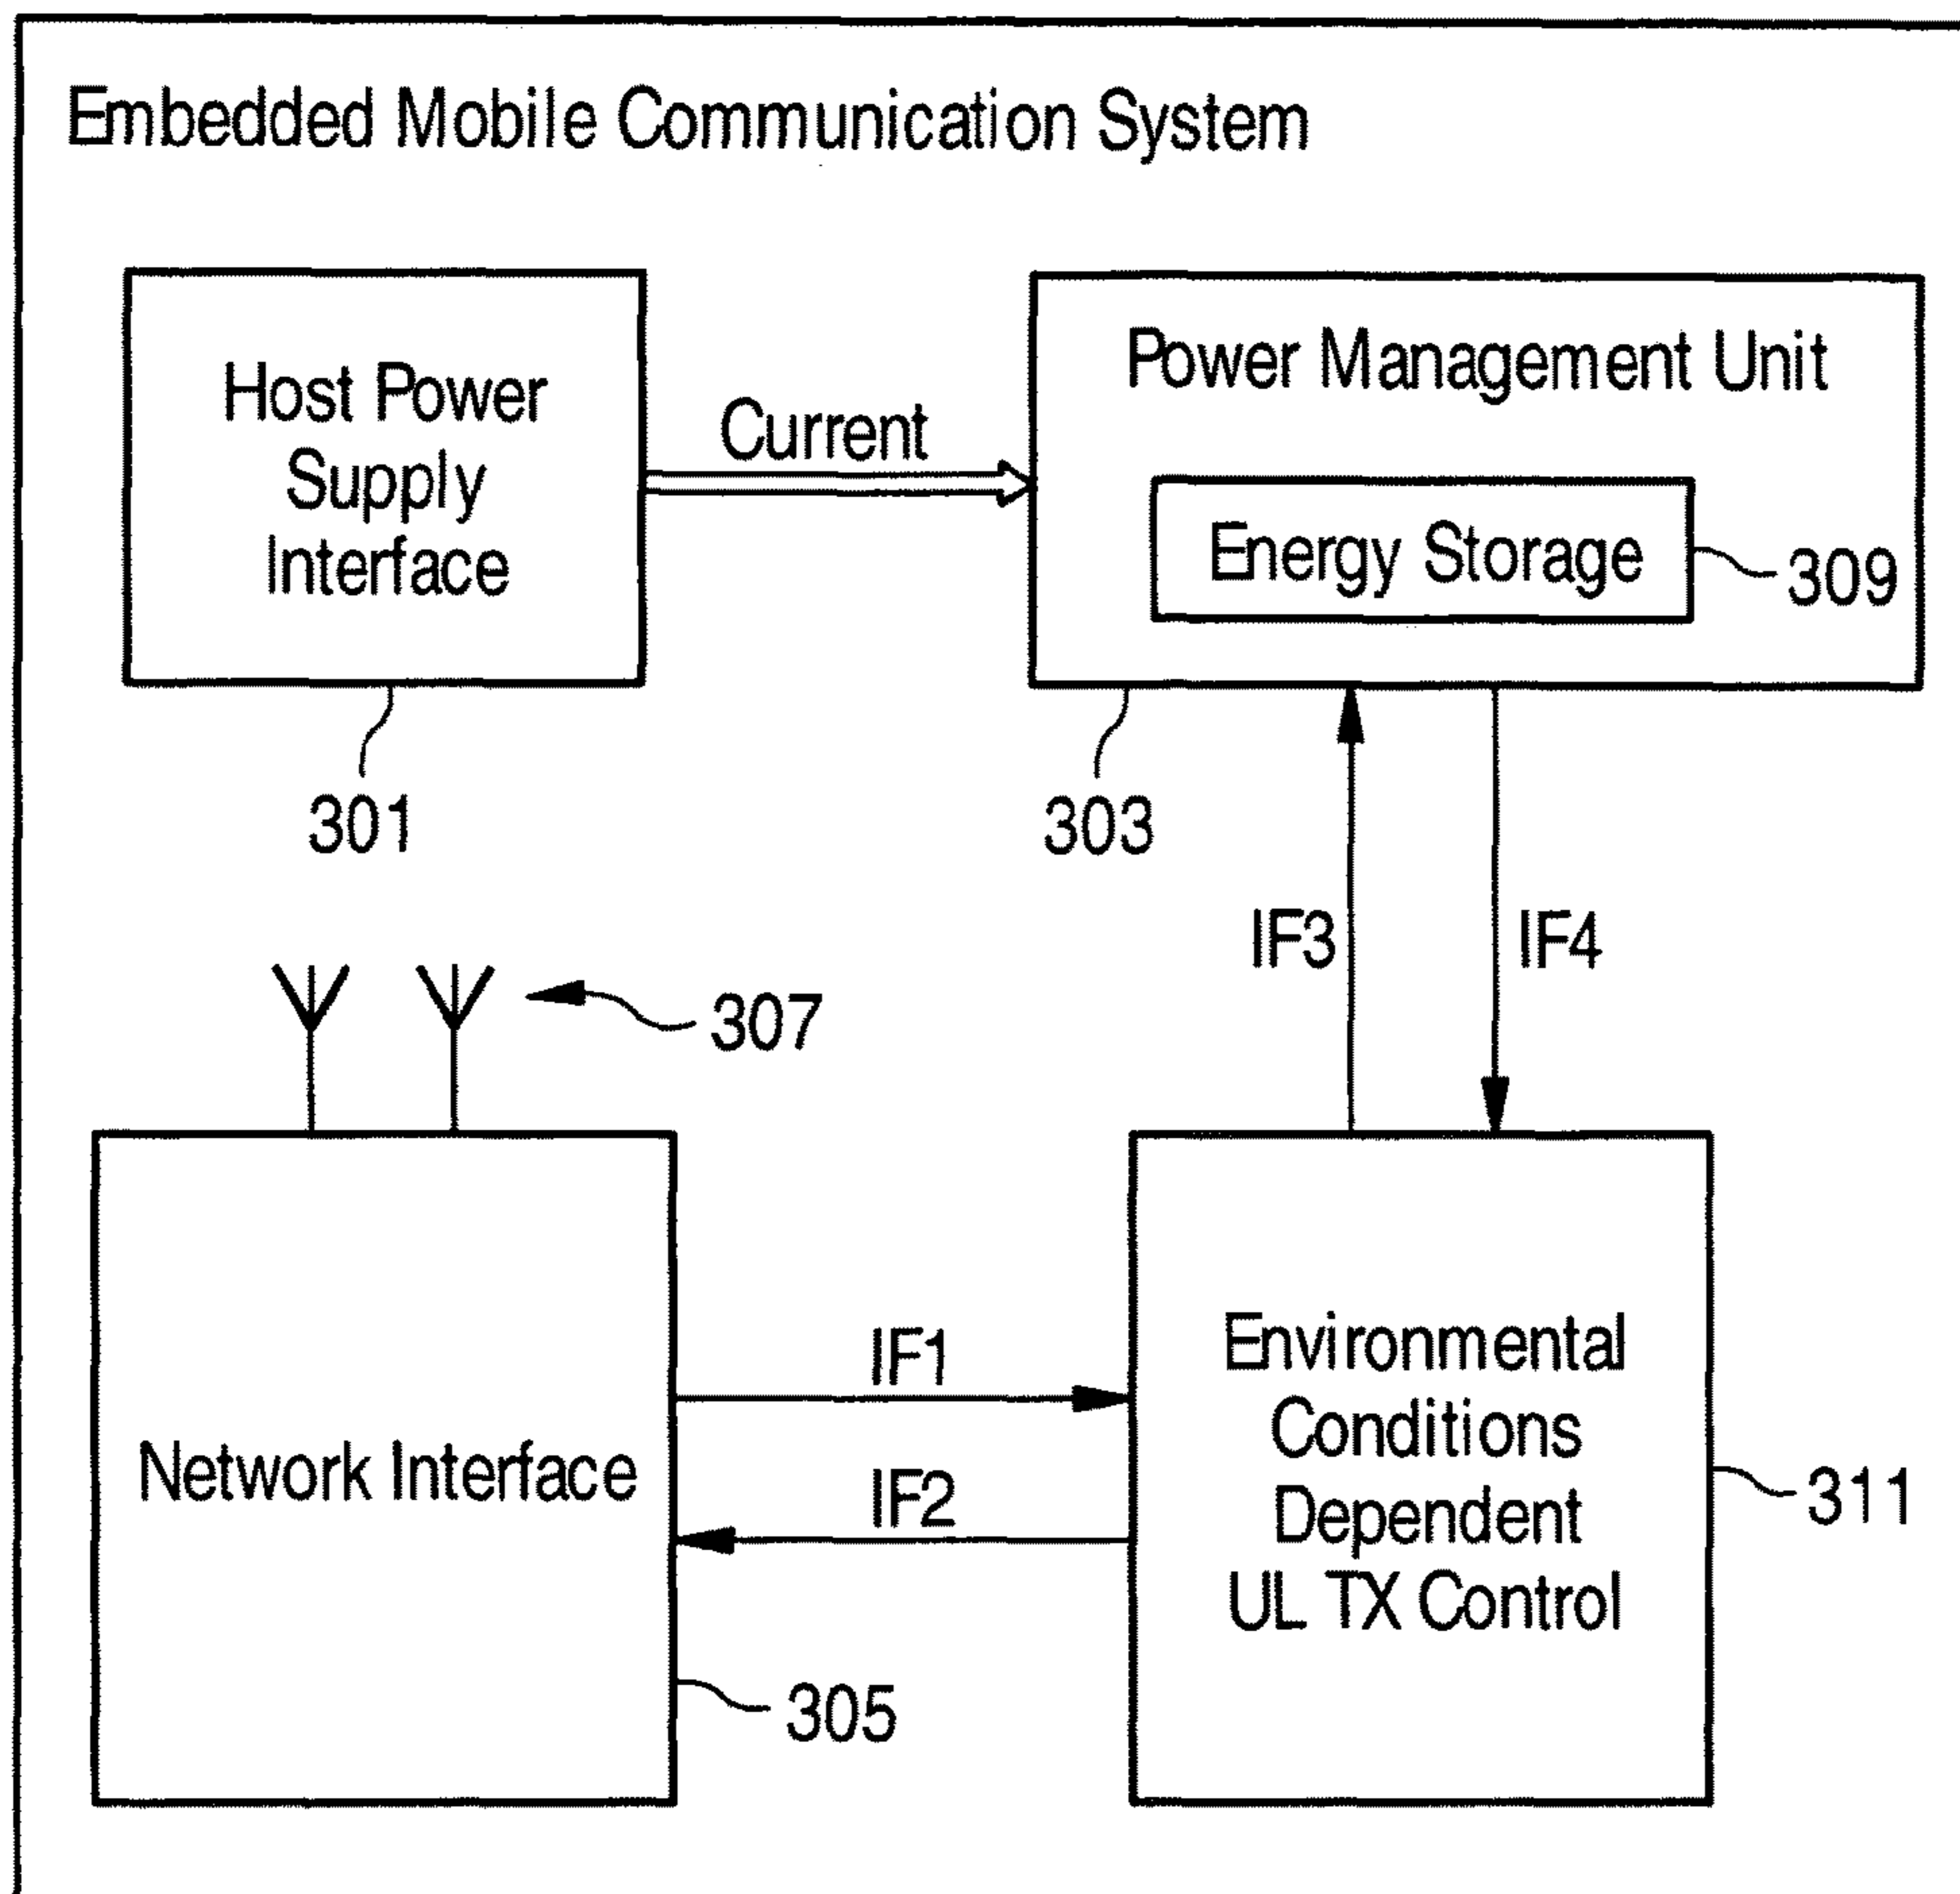 Embedded Mobile Communication System
Host Power
Supply
Interface
Current
Power Management Unit
Energy Storage
309
301
303
IF3
IF4
307
Network Interface
IF1
IF2
Environmental
Conditions
Dependent
UL TX Control
311
305